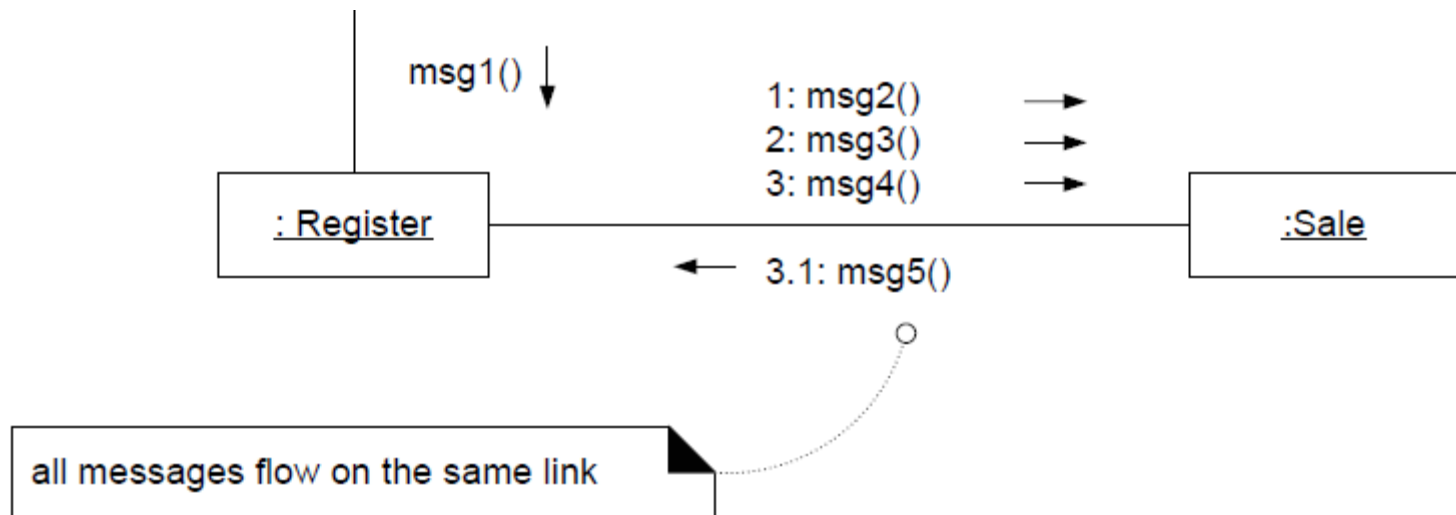 msg1()
1: msg2()
2: msg3()
3: msg4()
: Register
:Sale
3.1: msg5()
all messages flow on the same link